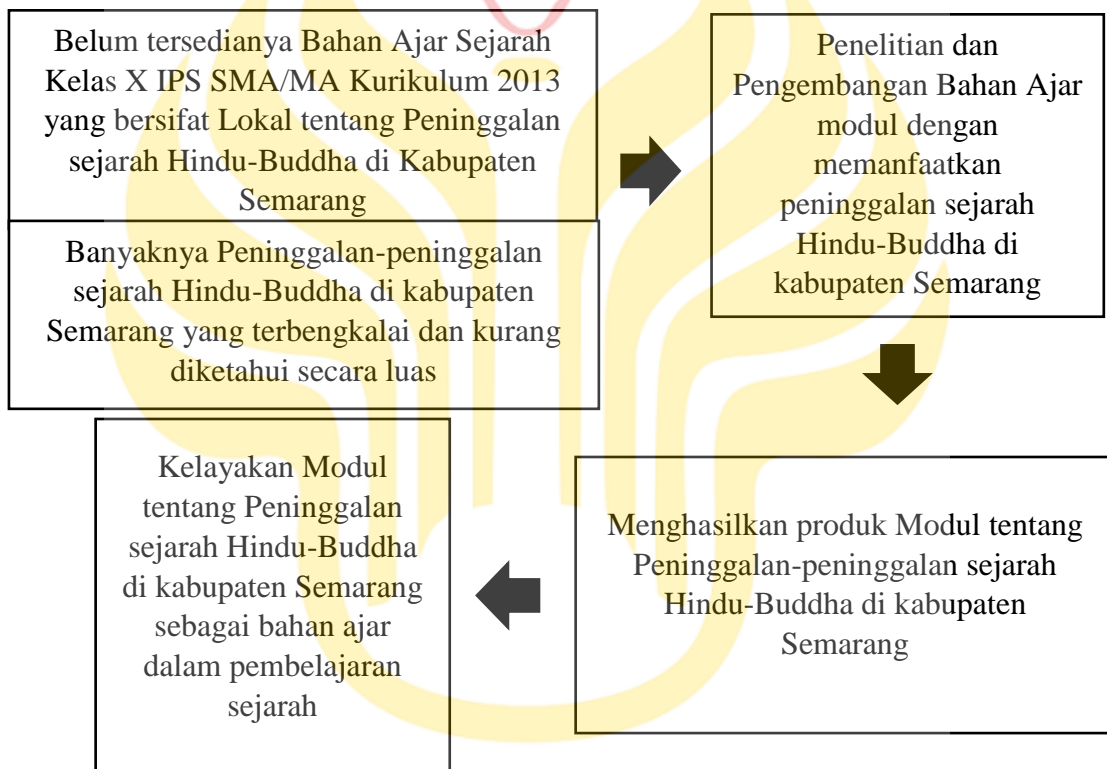 Belum tersedianya Bahan Ajar Sejarah
Kelas X IPS SMA/MA Kurikulum 2013
yang bersifat Lokal tentang Peninggalan
sejarah Hindu-Buddha di Kabupaten
Semarang
Banyaknya Peninggalan-peninggalan
sejarah Hindu-Buddha di kabupaten
Semarang yang terbengkalai dan kurang
diketahui secara luas
Penelitian dan
Pengembangan Bahan Ajar
modul dengan
memanfaatkan
peninggalan sejarah
Hindu-Buddha di
kabupaten Semarang
Menghasilkan produk Modul tentang
Peninggalan-peninggalan sejarah
Hindu-Buddha di kabupaten
Semarang
Kelayakan Modul
tentang Peninggalan
sejarah Hindu-Buddha
di kabupaten Semarang
sebagai bahan ajar
dalam pembelajaran
sejarah